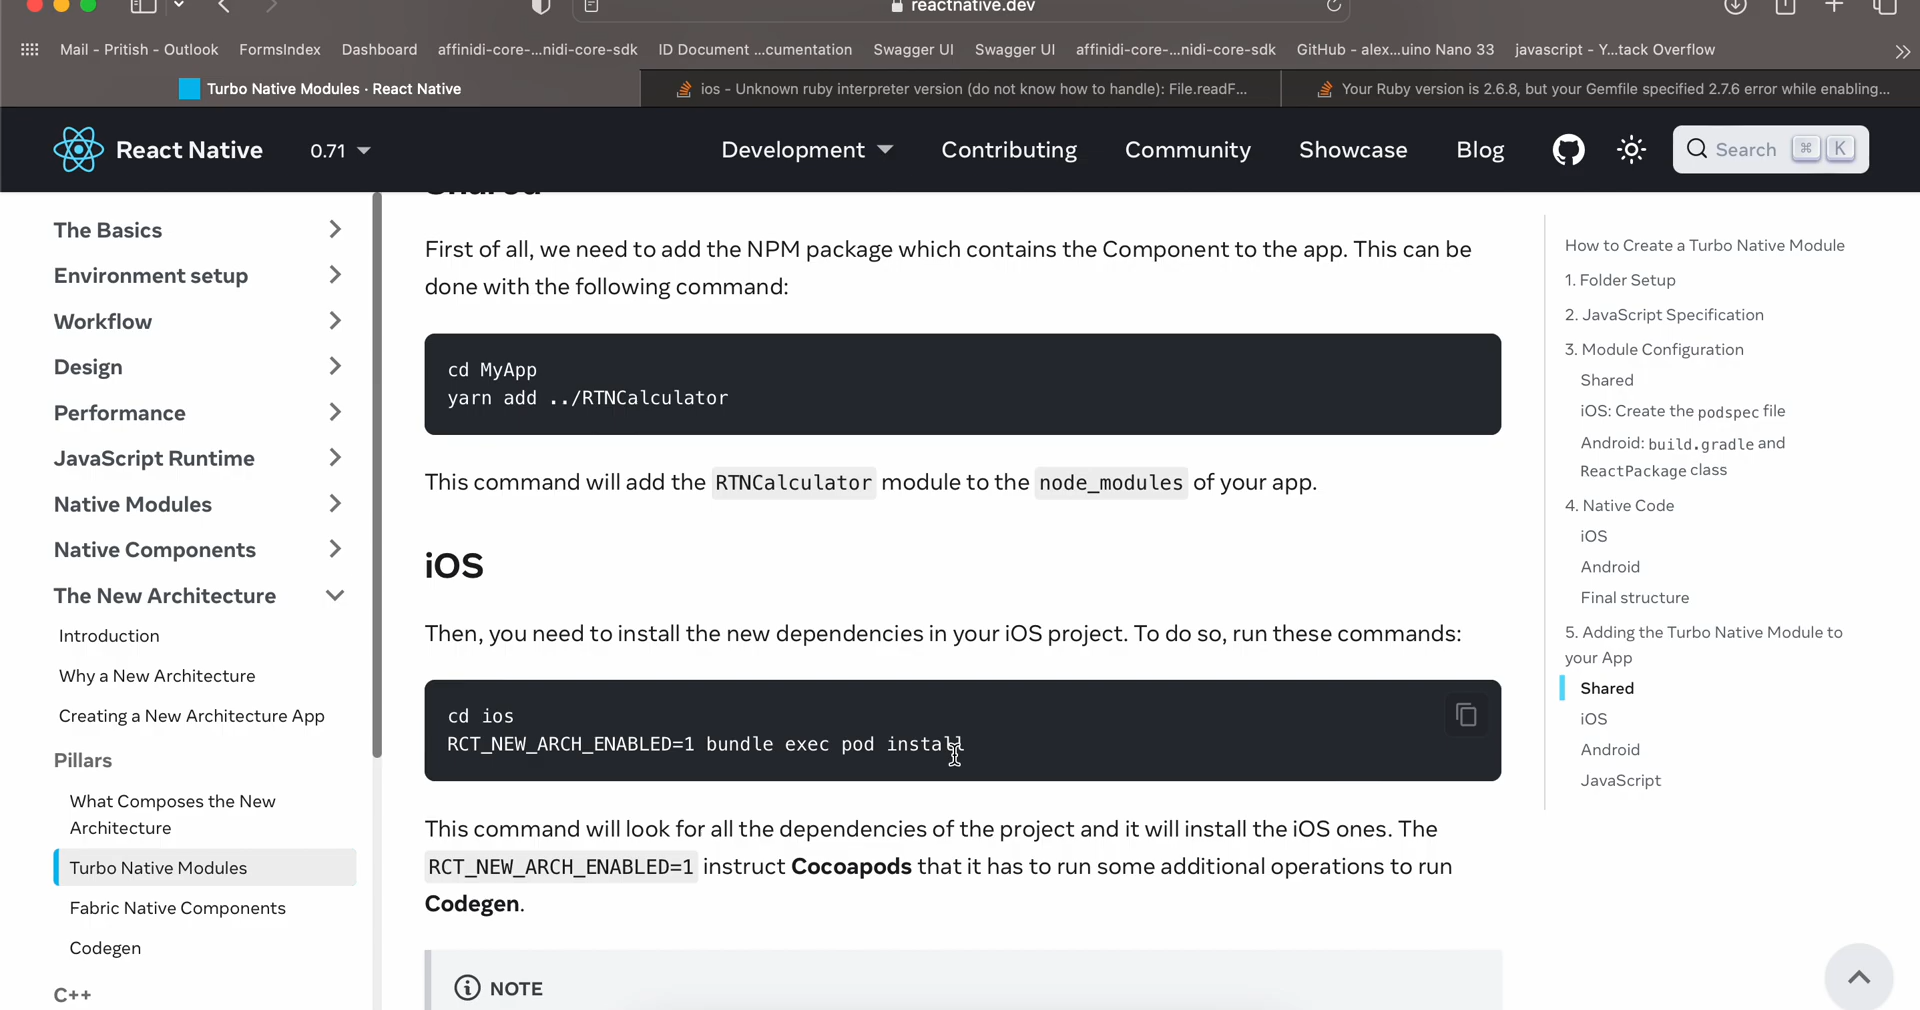 reactnative.dev
Mail - Pritish - Outlook FormsIndex Dashboard affinidi-core-...nidi-core-sdk ID Document ...cumentation Swagger UI Swagger UI affinidi-core-...nidi-core-sdk GitHub - alex...uino Nano 33 javascript - Y...tack Overflow
Turbo Native Modules · React Native
ios - Unknown ruby interpreter version (do not know how to handle): File.readF...
Your Ruby version is 2.6.8, but your Gemfile specified 2.7.6 error while enabling...
React Native 0.71 Development Contributing Community Showcase Blog Search ⌘ K
The Basics
Environment setup
Workflow
Design
Performance
JavaScript Runtime
Native Modules
Native Components
The New Architecture
Introduction
Why a New Architecture
Creating a New Architecture App
Pillars
What Composes the New
Architecture
Turbo Native Modules
Fabric Native Components
Codegen
C++
Shared
First of all, we need to add the NPM package which contains the Component to the app. This can be
done with the following command:
cd MyApp
yarn add ../RTNCalculator
This command will add the RTNCalculator module to the node_modules of your app.
iOS
Then, you need to install the new dependencies in your iOS project. To do so, run these commands:
cd ios
RCT_NEW_ARCH_ENABLED=1 bundle exec pod install
This command will look for all the dependencies of the project and it will install the iOS ones. The
RCT_NEW_ARCH_ENABLED=1 instruct Cocoapods that it has to run some additional operations to run
Codegen.
NOTE
How to Create a Turbo Native Module
1. Folder Setup
2. JavaScript Specification
3. Module Configuration
Shared
iOS: Create the podspec file
Android: build.gradle and
ReactPackage class
4. Native Code
iOS
Android
Final structure
5. Adding the Turbo Native Module to
your App
Shared
iOS
Android
JavaScript